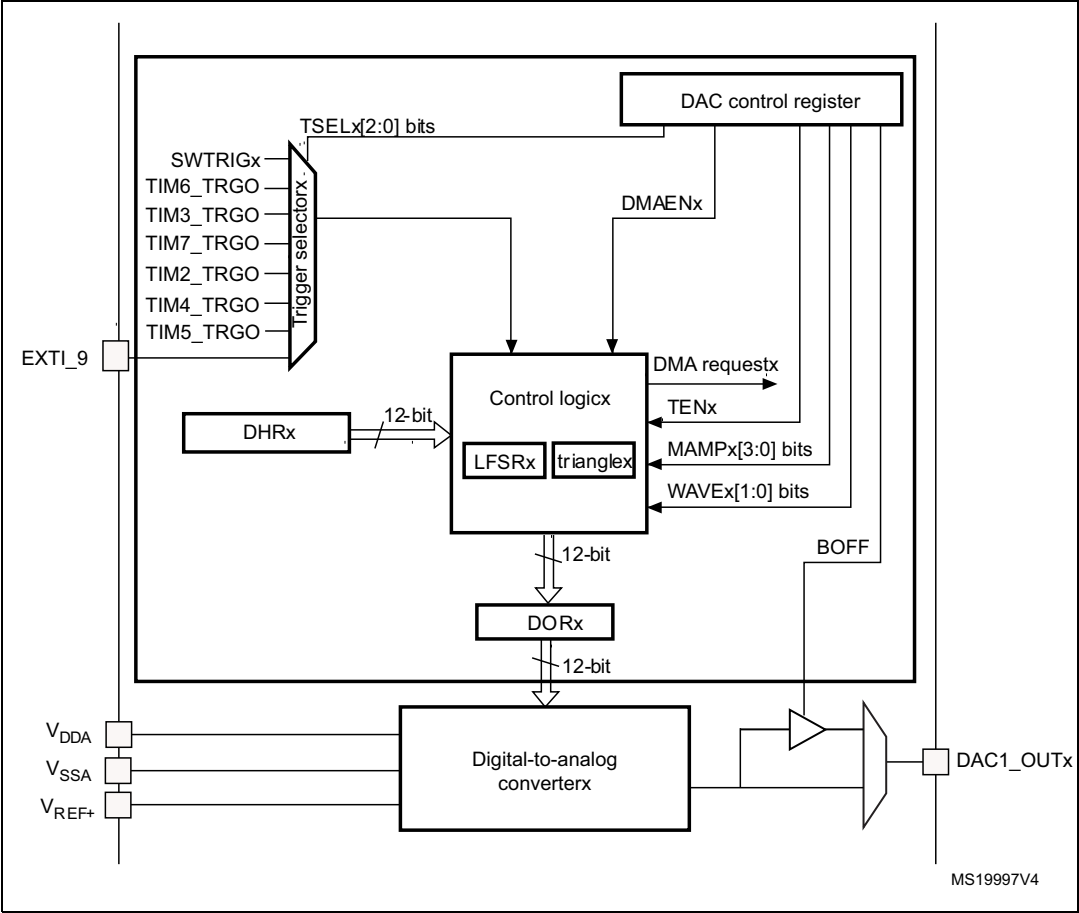 DAC control register
TSELx[2:0] bits
SWTRIGx
TIM6_TRGO
TIM3_TRGO
TIM7_TRGO
TIM2_TRGO
TIM4_TRGO
TIM5_TRGO
Trigger selectorx
DMAENx
EXTI_9
DMA requestx
Control logicx
TENx
12-bit
DHRx
LFSRx
trianglex
MAMPx[3:0] bits
WAVEx[1:0] bits
BOFF
12-bit
DORx
12-bit
VDDA
VSSA
VREF+
Digital-to-analog
converterx
DAC1_OUTx
MS19997V4